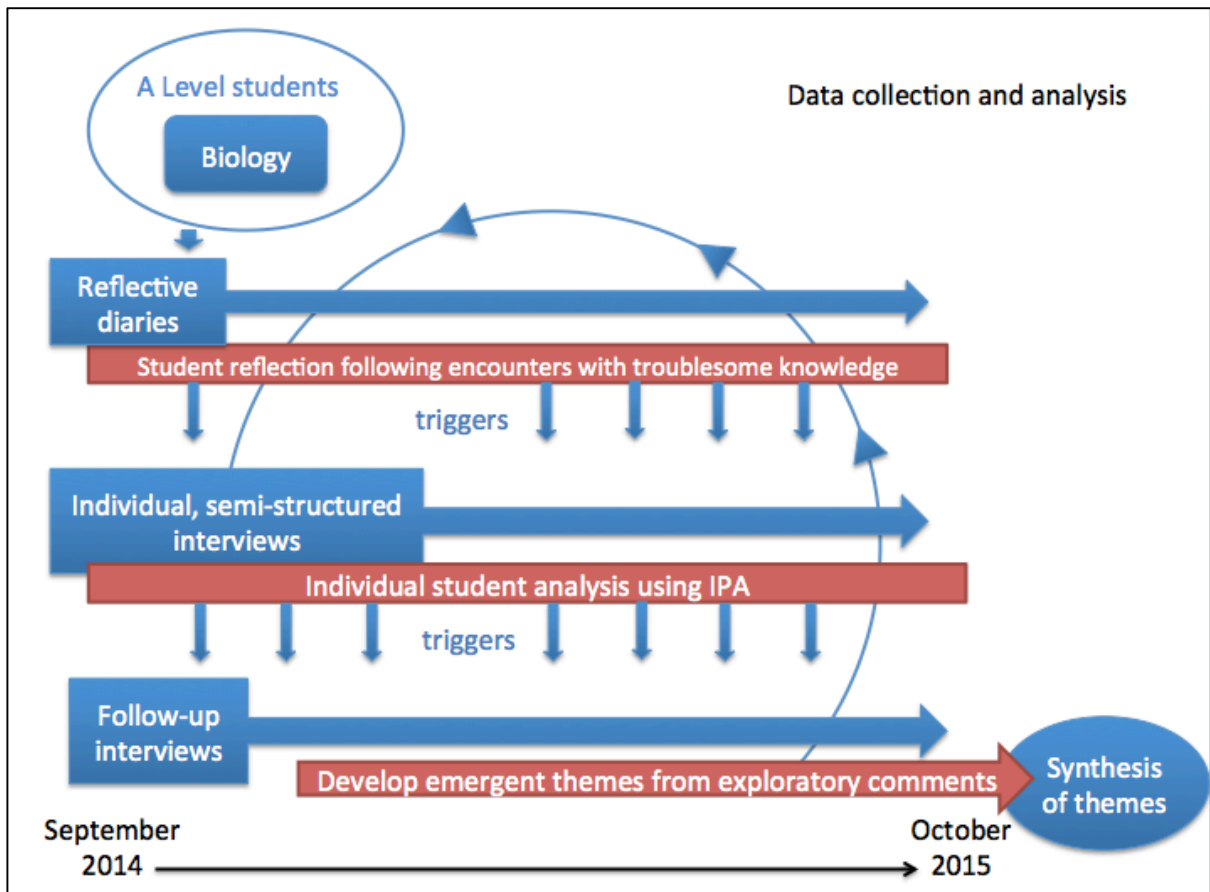 A Level students
Biology
Data collection and analysis
Reflective
diaries
Student reflection following encounters with troublesome knowledge
triggers
Individual, semi-structured
interviews
Individual student analysis using IPA
triggers
Follow-up
interviews
Develop emergent themes from exploratory comments
Synthesis
of themes
September
2014
October
2015